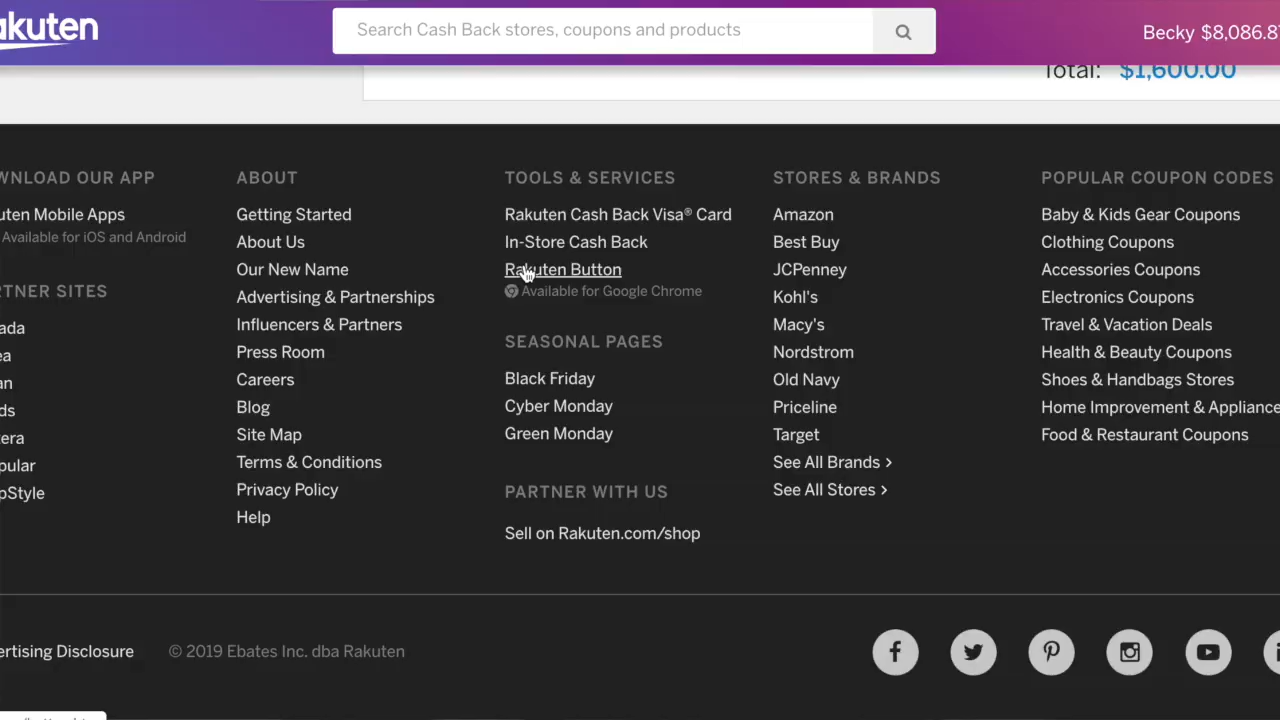 akuten
Search Cash Back stores, coupons and products
Becky $8,086.8
Total: $1,600.00
WNLOAD OUR APP
uten Mobile Apps
Available for iOS and Android
TNER SITES
ada
ea
an
ds
era
pular
pStyle
ABOUT
Getting Started
About Us
Our New Name
Advertising & Partnerships
Influencers & Partners
Press Room
Careers
Blog
Site Map
Terms & Conditions
Privacy Policy
Help
TOOLS & SERVICES
Rakuten Cash Back Visa® Card
In-Store Cash Back
Rakuten Button
Available for Google Chrome
SEASONAL PAGES
Black Friday
Cyber Monday
Green Monday
PARTNER WITH US
Sell on Rakuten.com/shop
STORES & BRANDS
Amazon
Best Buy
JCPenney
Kohl's
Macy's
Nordstrom
Old Navy
Priceline
Target
See All Brands >
See All Stores >
POPULAR COUPON CODES
Baby & Kids Gear Coupons
Clothing Coupons
Accessories Coupons
Electronics Coupons
Travel & Vacation Deals
Health & Beauty Coupons
Shoes & Handbags Stores
Home Improvement & Appliance
Food & Restaurant Coupons
ertising Disclosure
© 2019 Ebates Inc. dba Rakuten